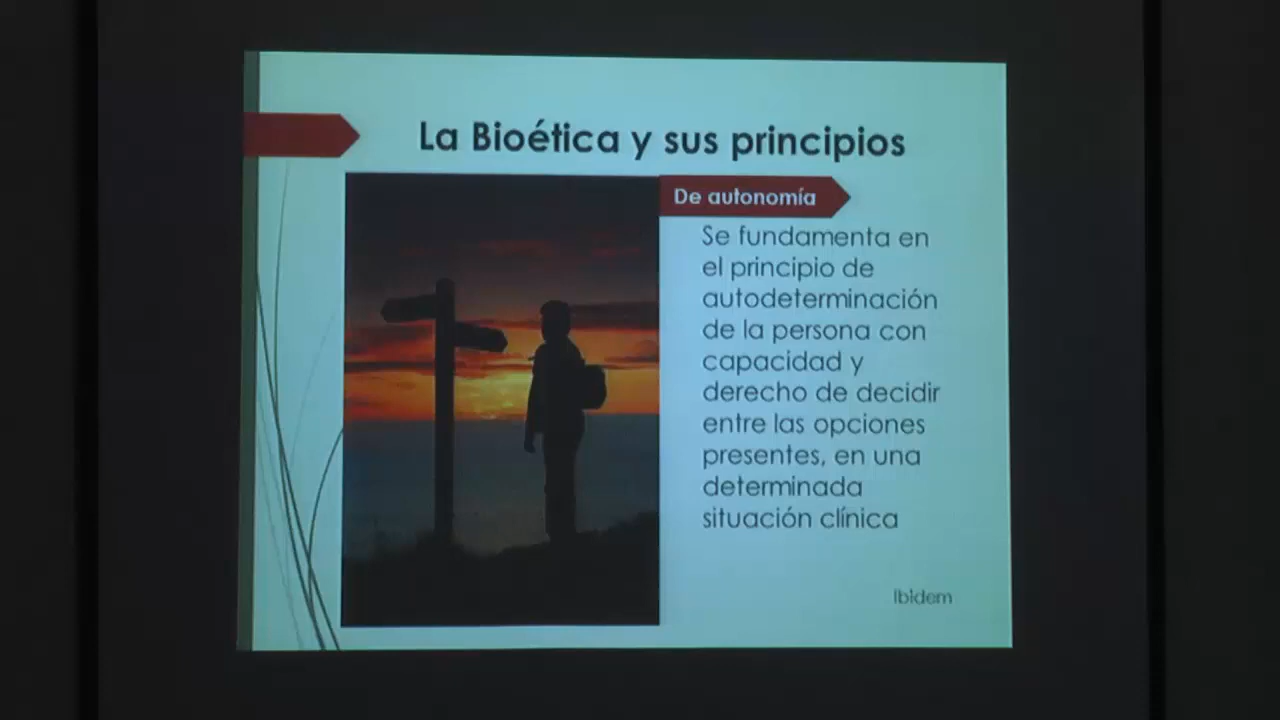 La Bioética y sus principios
De autonomía
Se fundamenta en
el principio de
autodeterminación
de la persona con
capacidad y
derecho de decidir
entre las opciones
presentes, en una
determinada
situación clínica
Ibidem